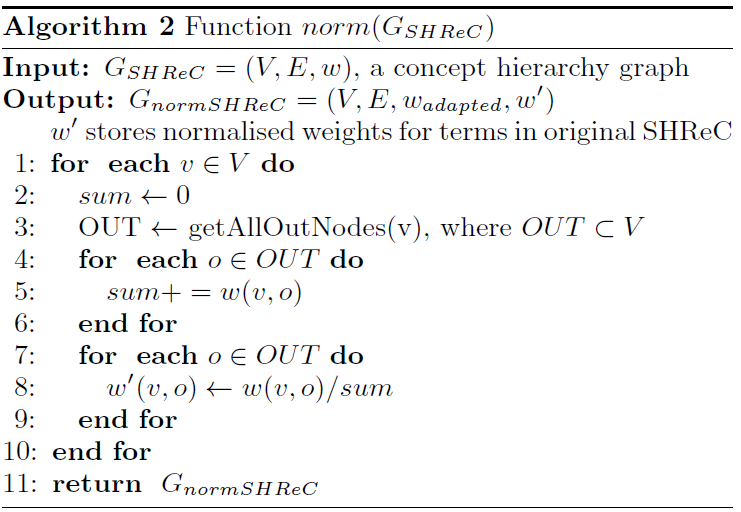 Algorithm 2 Function norm(G_SHReC)
Input: G_SHReC = (V, E, w), a concept hierarchy graph
Output: G_normSHReC = (V, E, w_adapted, w′)
w′ stores normalised weights for terms in original SHReC
1: for each v ∈ V do
2: sum ← 0
3: OUT ← getAllOutNodes(v), where OUT ⊂ V
4: for each o ∈ OUT do
5: sum+ = w(v, o)
6: end for
7: for each o ∈ OUT do
8: w′(v, o) ← w(v, o)/sum
9: end for
10: end for
11: return G_normSHReC